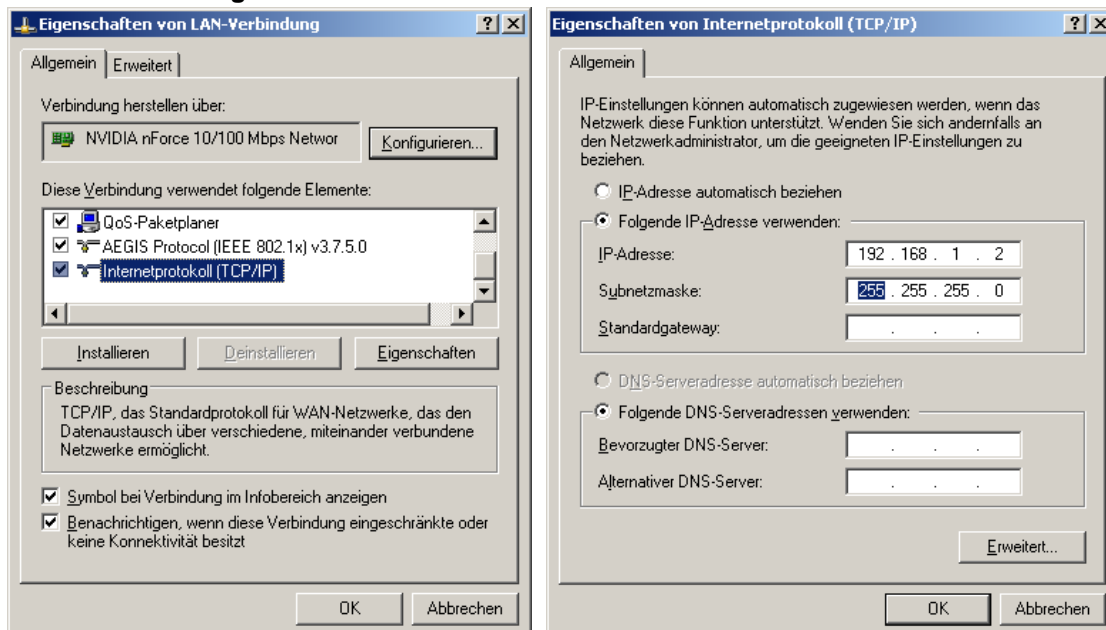 Eigenschaften von LAN-Verbindung
Allgemein
Erweitert
Verbindung herstellen über:
NVIDIA nForce 10/100 Mbps Networ
Konfigurieren...
Diese Verbindung verwendet folgende Elemente:
QoS-Paketplaner
AEGIS Protocol (IEEE 802.1x) v3.7.5.0
Internetprotokoll (TCP/IP)
Installieren
Deinstallieren
Eigenschaften
Beschreibung
TCP/IP, das Standardprotokoll für WAN-Netzwerke, das den
Datenaustausch über verschiedene, miteinander verbundene
Netzwerke ermöglicht.
Symbol bei Verbindung im Infobereich anzeigen
Benachrichtigen, wenn diese Verbindung eingeschränkte oder
keine Konnektivität besitzt
OK
Abbrechen
Eigenschaften von Internetprotokoll (TCP/IP)
Allgemein
IP-Einstellungen können automatisch zugewiesen werden, wenn das
Netzwerk diese Funktion unterstützt. Wenden Sie sich andernfalls an
den Netzwerkadministrator, um die geeigneten IP-Einstellungen zu
beziehen.
IP-Adresse automatisch beziehen
Folgende IP-Adresse verwenden:
IP-Adresse: 192 . 168 . 1 . 2
Subnetzmaske: 255 . 255 . 255 . 0
Standardgateway: . . .
DNS-Serveradresse automatisch beziehen
Folgende DNS-Serveradressen verwenden:
Bevorzugter DNS-Server: . . .
Alternativer DNS-Server: . . .
Erweitert...
OK
Abbrechen